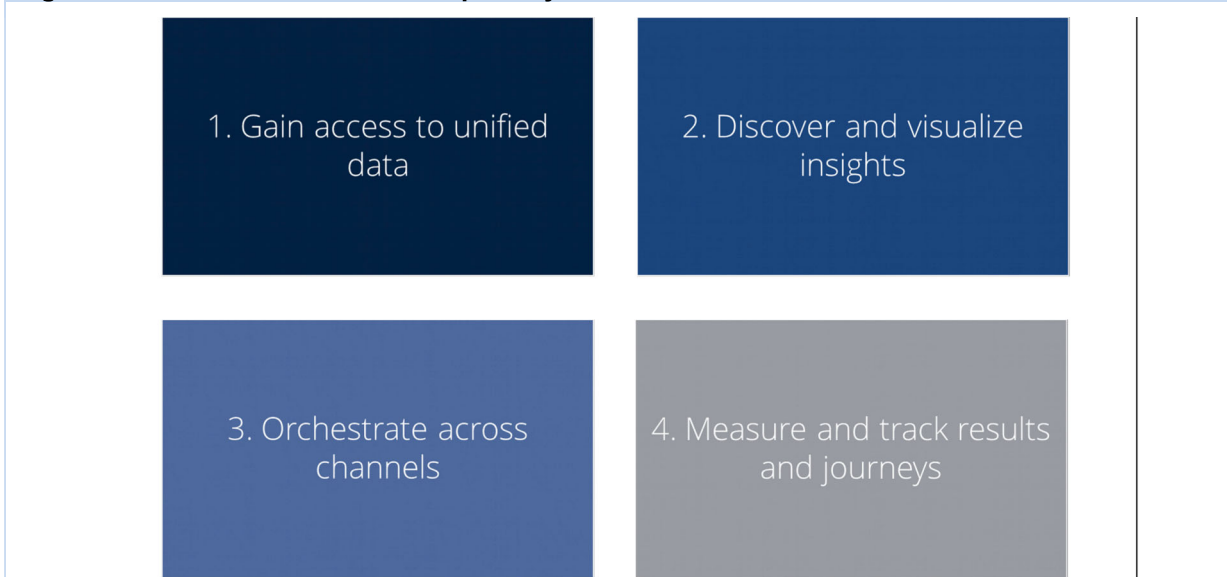 1. Gain access to unified
data
2. Discover and visualize
insights
3. Orchestrate across
channels
4. Measure and track results
and journeys